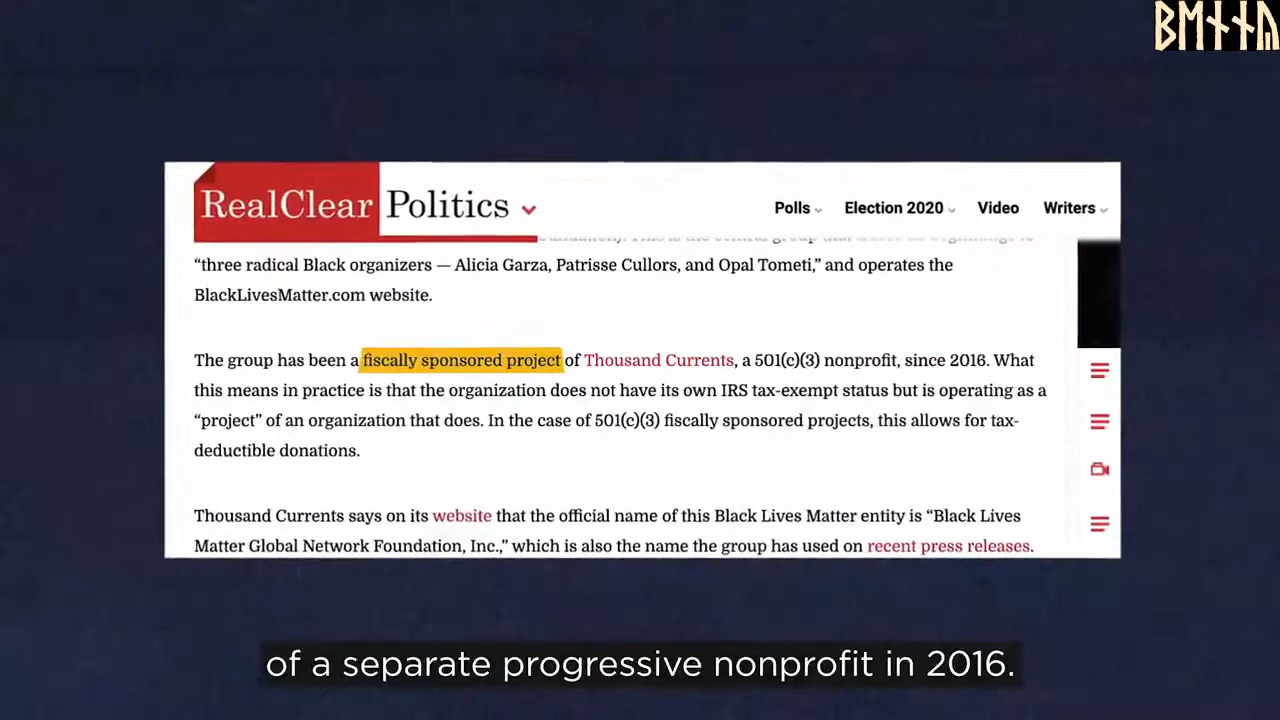 ᛒᛖᚾᚾᚤ
RealClear Politics
Polls Election 2020 Video Writers
“three radical Black organizers — Alicia Garza, Patrisse Cullors, and Opal Tometi,” and operates the
BlackLivesMatter.com website.
The group has been a fiscally sponsored project of Thousand Currents, a 501(c)(3) nonprofit, since 2016. What
this means in practice is that the organization does not have its own IRS tax-exempt status but is operating as a
“project” of an organization that does. In the case of 501(c)(3) fiscally sponsored projects, this allows for tax-
deductible donations.
Thousand Currents says on its website that the official name of this Black Lives Matter entity is “Black Lives
Matter Global Network Foundation, Inc.,” which is also the name the group has used on recent press releases.
of a separate progressive nonprofit in 2016.